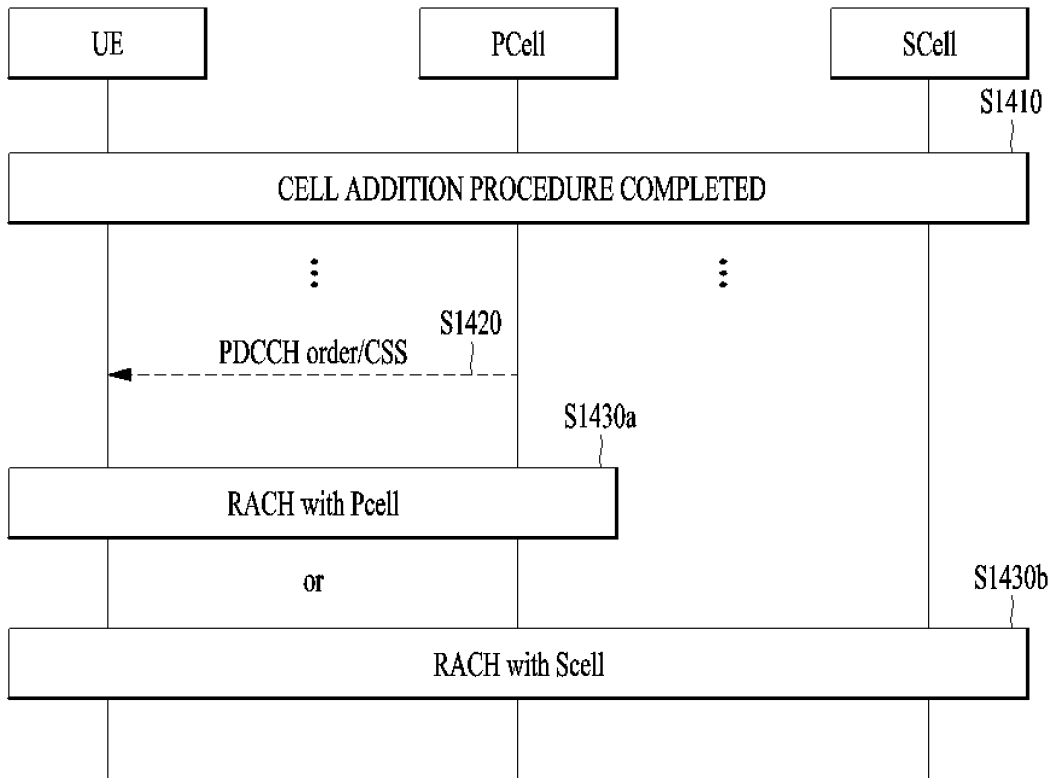 UE
PCell
SCell
S1410
CELL ADDITION PROCEDURE COMPLETED
S1420
PDCCH order/CSS
S1430a
RACH with Pcell
or
S1430b
RACH with Scell